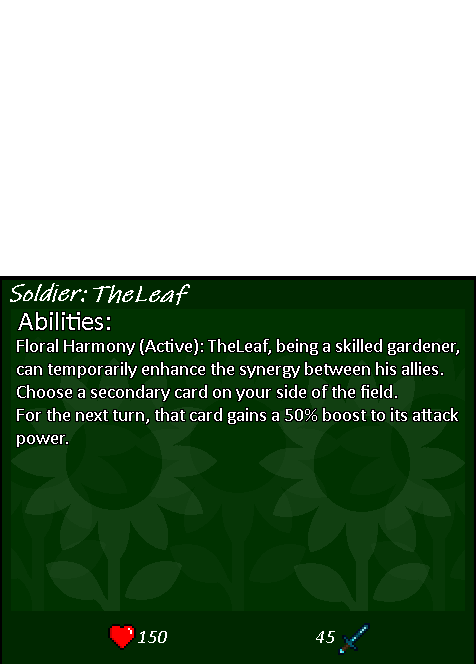 Soldier: TheLeaf
Abilities:
Floral Harmony (Active): TheLeaf, being a skilled gardener,
can temporarily enhance the synergy between his allies.
Choose a secondary card on your side of the field.
For the next turn, that card gains a 50% boost to its attack
power.
150 45